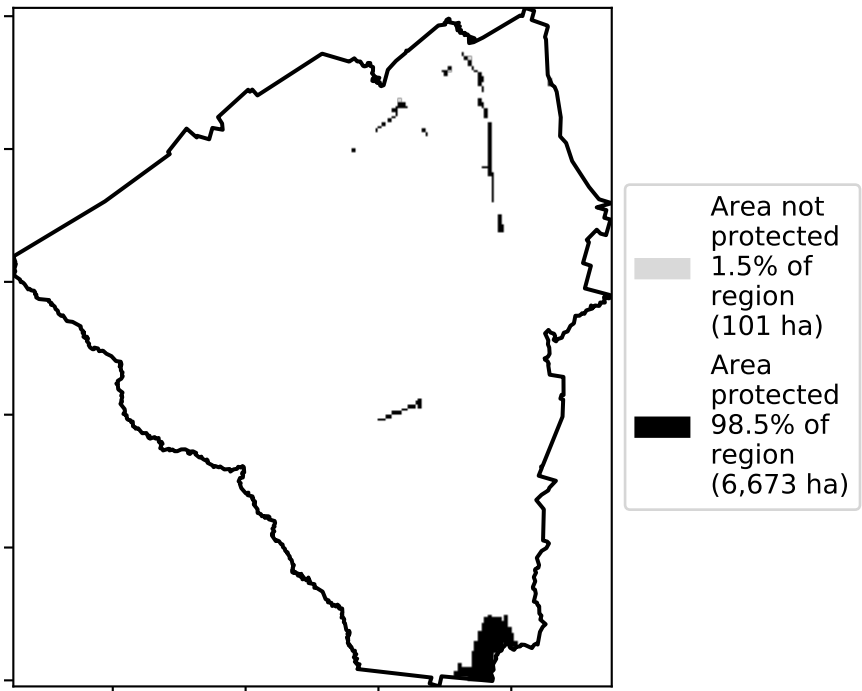 Area not
protected
1.5% of
region
(101 ha)
Area
protected
98.5% of
region
(6,673 ha)